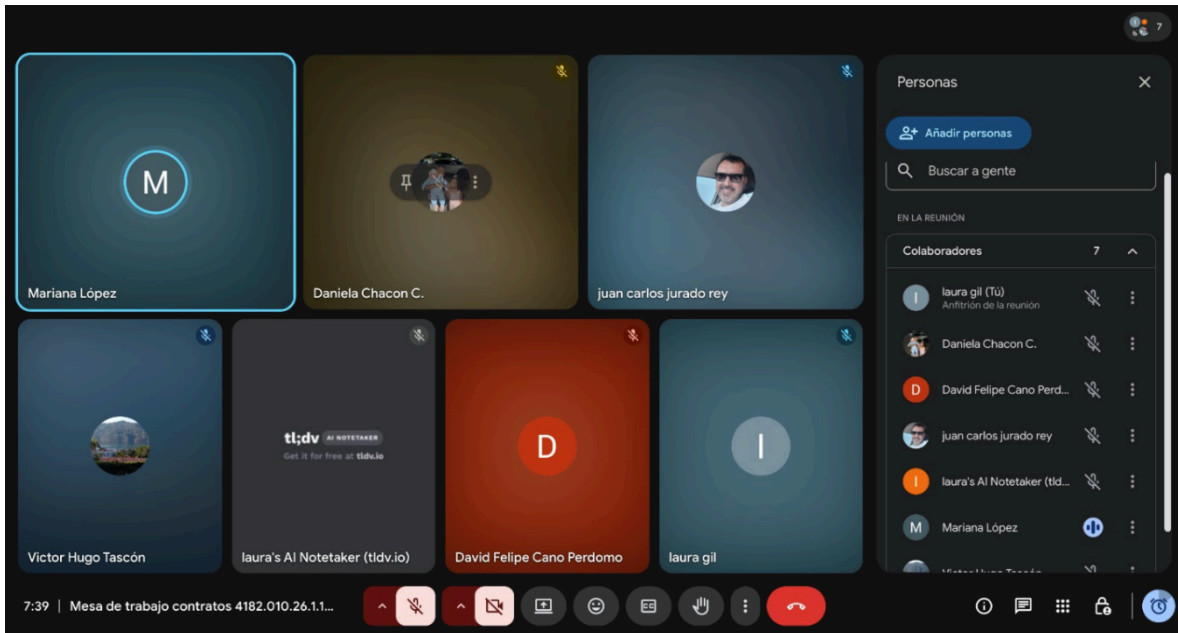 7
M
Mariana López
Daniela Chacon C.
juan carlos jurado rey
Victor Hugo Tascón
tl;dv AI NOTETAKER
Get it for free at tldv.io
laura's AI Notetaker (tldv.io)
D
David Felipe Cano Perdomo
l
laura gil
Personas
Añadir personas
Buscar a gente
EN LA REUNIÓN
Colaboradores 7
l laura gil (Tú)
Anfitrión de la reunión
Daniela Chacon C.
D David Felipe Cano Perd...
juan carlos jurado rey
l laura's AI Notetaker (tld...
M Mariana López
Victor Hugo Tascón
7:39 | Mesa de trabajo contratos 4182.010.26.1.1...
CC